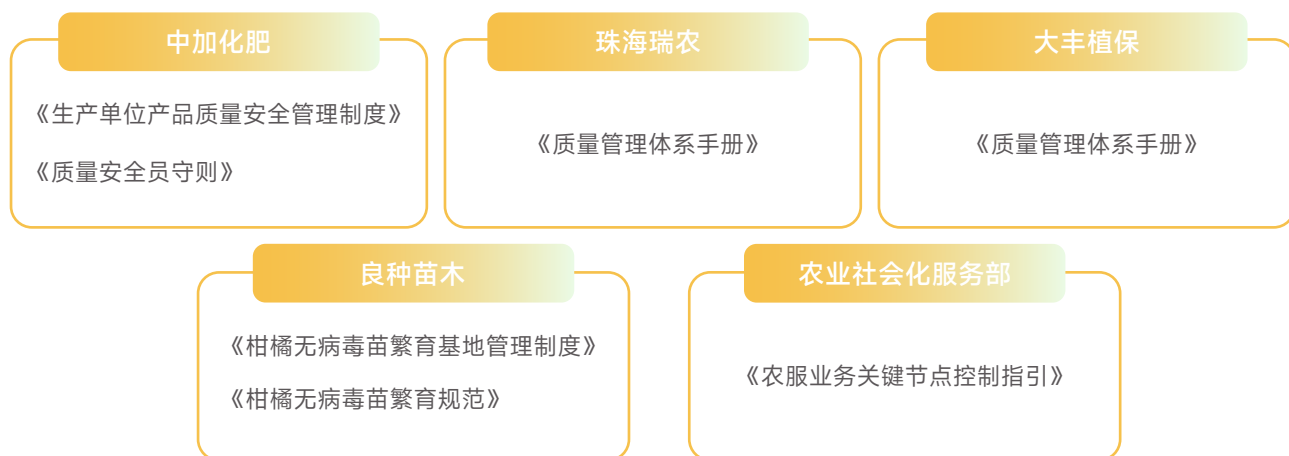 中加化肥
《生产单位产品质量安全管理制度》
《质量安全员守则》
珠海瑞农
《质量管理体系手册》
大丰植保
《质量管理体系手册》
良种苗木
《柑橘无病毒苗繁育基地管理制度》
《柑橘无病毒苗繁育规范》
农业社会化服务部
《农服业务关键节点控制指引》